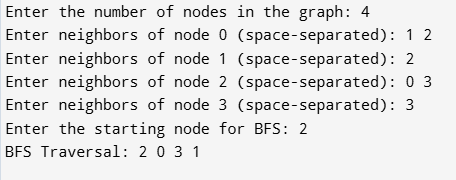 Enter the number of nodes in the graph: 4
Enter neighbors of node 0 (space-separated): 1 2
Enter neighbors of node 1 (space-separated): 2
Enter neighbors of node 2 (space-separated): 0 3
Enter neighbors of node 3 (space-separated): 3
Enter the starting node for BFS: 2
BFS Traversal: 2 0 3 1